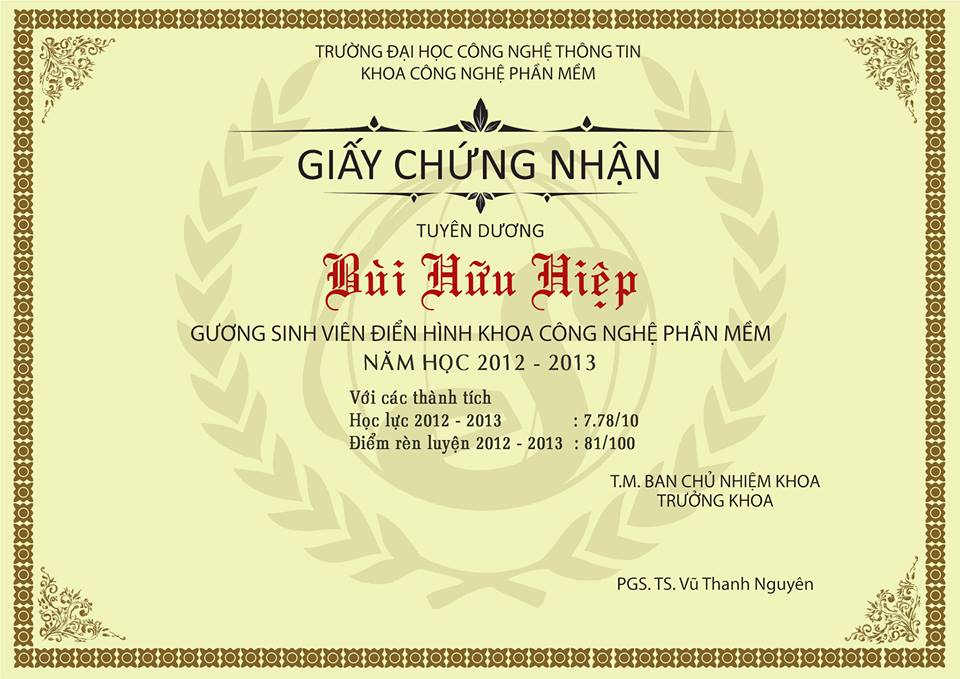 TRƯỜNG ĐẠI HỌC CÔNG NGHỆ THÔNG TIN
KHOA CÔNG NGHỆ PHẦN MỀM
GIẤY CHỨNG NHẬN
TUYÊN DƯƠNG
Bùi Hữu Hiệp
GƯƠNG SINH VIÊN ĐIỂN HÌNH KHOA CÔNG NGHỆ PHẦN MỀM
NĂM HỌC 2012 - 2013
Với các thành tích
Học lực 2012 - 2013 : 7.78/10
Điểm rèn luyện 2012 - 2013 : 81/100
T.M. BAN CHỦ NHIỆM KHOA
TRƯỞNG KHOA
PGS. TS. Vũ Thanh Nguyên